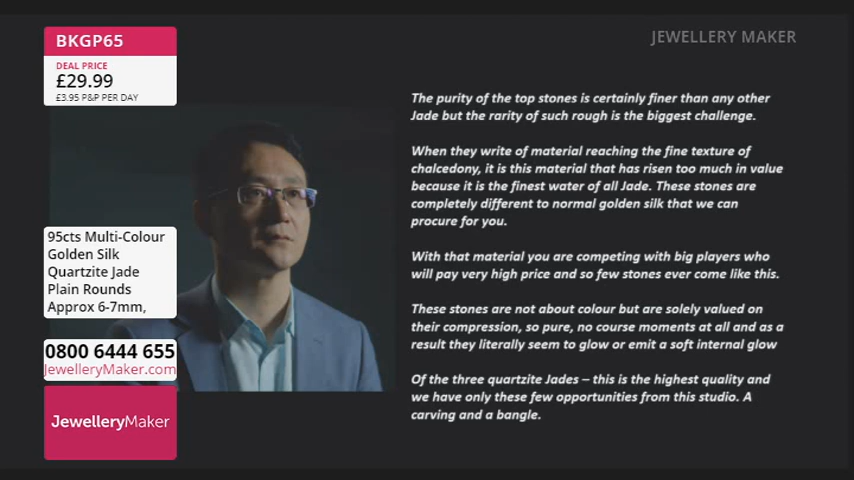 BKGP65
DEAL PRICE
£29.99
£3.95 P&P PER DAY
95cts Multi-Colour
Golden Silk
Quartzite Jade
Plain Rounds
Approx 6-7mm,
0800 6444 655
JewelleryMaker.com
JewelleryMaker
JEWELLERY MAKER
The purity of the top stones is certainly finer than any other
Jade but the rarity of such rough is the biggest challenge.
When they write of material reaching the fine texture of
chalcedony, it is this material that has risen too much in value
because it is the finest water of all Jade. These stones are
completely different to normal golden silk that we can
procure for you.
With that material you are competing with big players who
will pay very high price and so few stones ever come like this.
These stones are not about colour but are solely valued on
their compression, so pure, no course moments at all and as a
result they literally seem to glow or emit a soft internal glow
Of the three quartzite Jades – this is the highest quality and
we have only these few opportunities from this studio. A
carving and a bangle.